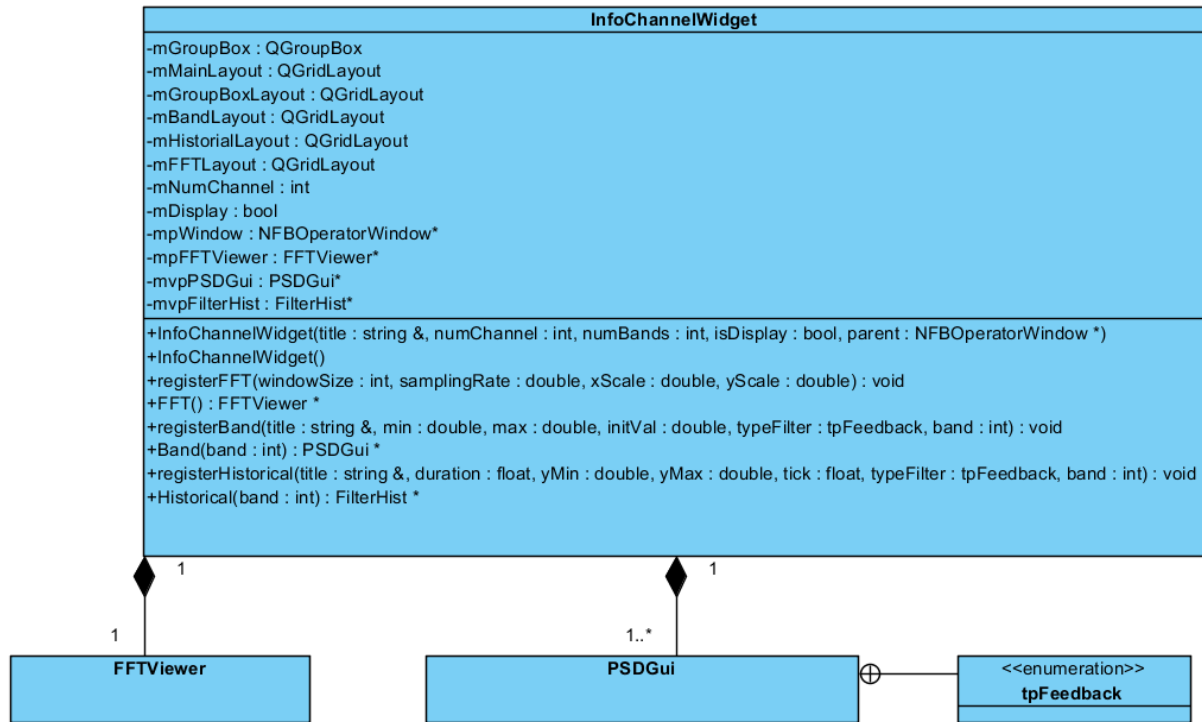 InfoChannelWidget
-mGroupBox : QGroupBox
-mMainLayout : QGridLayout
-mGroupBoxLayout : QGridLayout
-mBandLayout : QGridLayout
-mHistorialLayout : QGridLayout
-mFFTLayout : QGridLayout
-mNumChannel : int
-mDisplay : bool
-mpWindow : NFBOperatorWindow*
-mpFFTViewer : FFTViewer*
-mvpPSDGui : PSDGui*
-mvpFilterHist : FilterHist*
+InfoChannelWidget(title : string &, numChannel : int, numBands : int, isDisplay : bool, parent : NFBOperatorWindow *)
+InfoChannelWidget()
+registerFFT(windowSize : int, samplingRate : double, xScale : double, yScale : double) : void
+FFT() : FFTViewer *
+registerBand(title : string &, min : double, max : double, initVal : double, typeFilter : tpFeedback, band : int) : void
+Band(band : int) : PSDGui *
+registerHistorical(title : string &, duration : float, yMin : double, yMax : double, tick : float, typeFilter : tpFeedback, band : int) : void
+Historical(band : int) : FilterHist *
1 1
1 1..*
FFTViewer
PSDGui
<<enumeration>>
tpFeedback